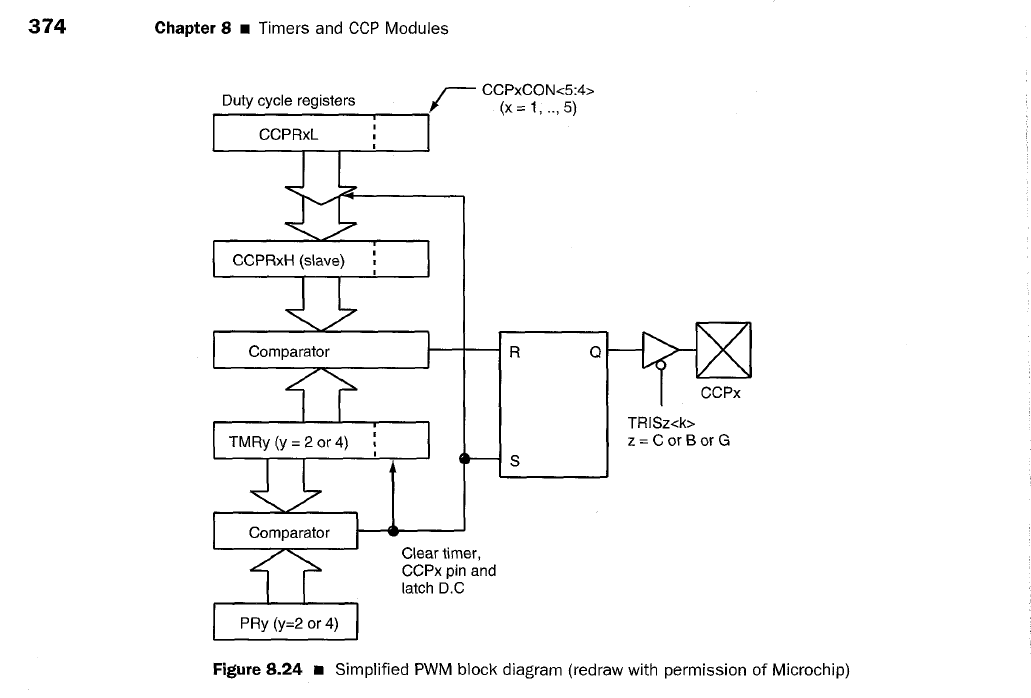 374
Chapter 8 ■ Timers and CCP Modules
Duty cycle registers
CCPxCON<5:4>
(x = 1, .., 5)
CCPRxL
CCPRxH (slave)
Comparator
R
Q
CCPx
TRISz<k>
z = C or B or G
TMRy (y = 2 or 4)
S
Comparator
Clear timer,
CCPx pin and
latch D.C
PRy (y=2 or 4)
Figure 8.24 ■ Simplified PWM block diagram (redraw with permission of Microchip)